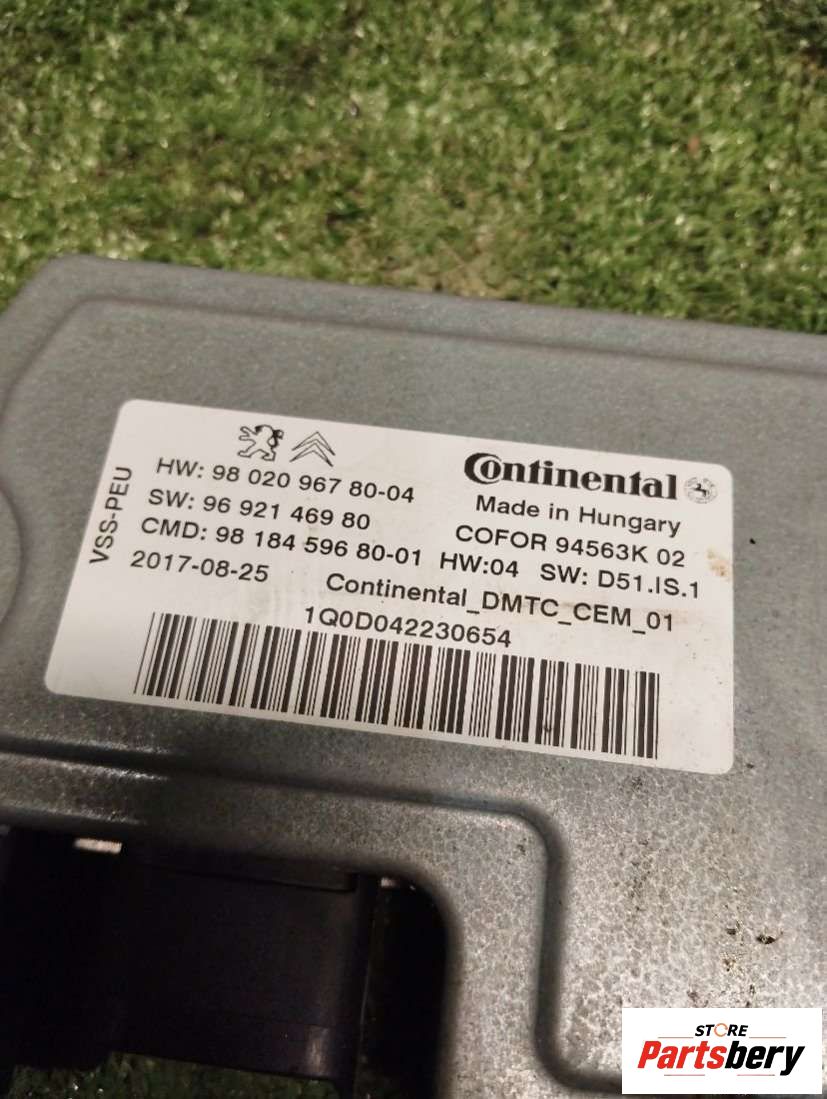 HW: 98 020 967 80-04
SW: 96 921 469 80
CMD: 98 184 596 80-01 HW:04 SW: D51.IS.1
2017-08-25
VSS-PEU
Continental
Made in Hungary
COFOR 94563K 02
Continental_DMTC_CEM_01
1Q0D042230654
STORE
Partsbery